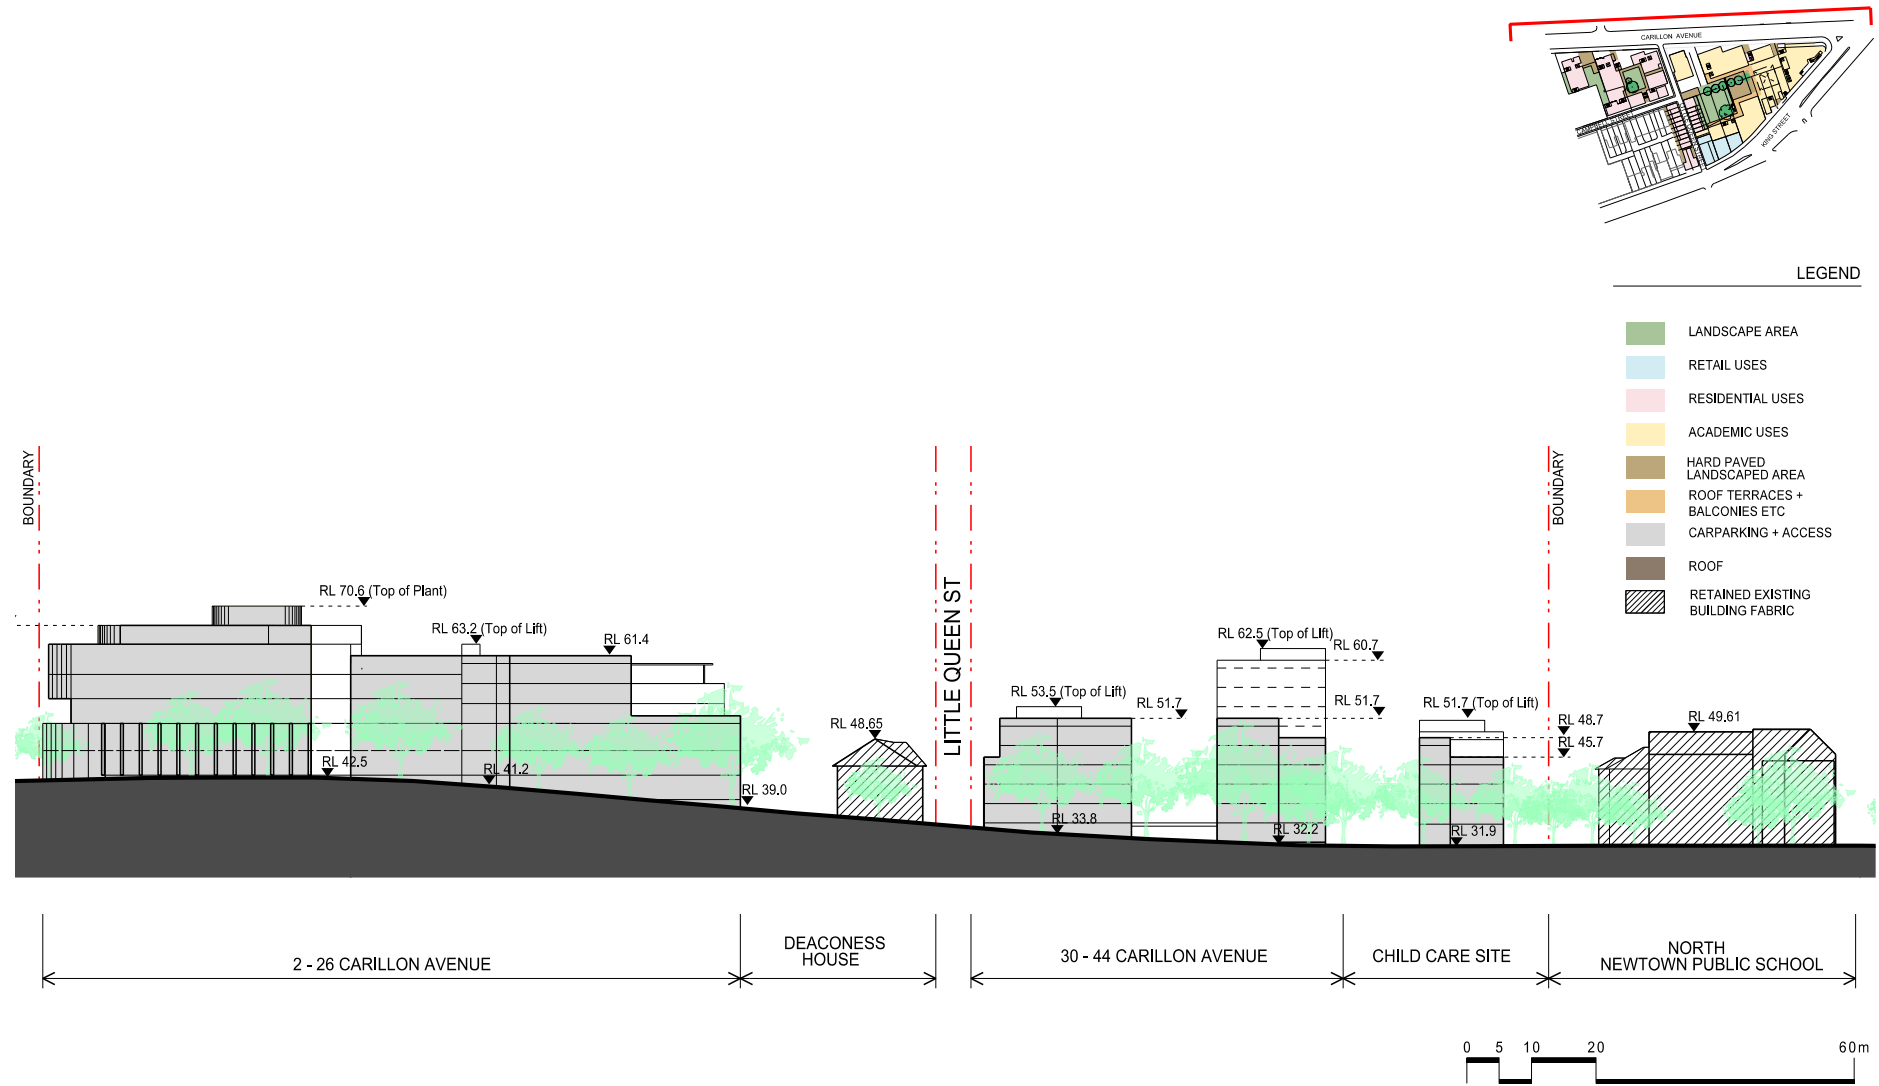 CARILLON AVENUE
CAMPBELL STREET
KING STREET
LEGEND
LANDSCAPE AREA
RETAIL USES
RESIDENTIAL USES
ACADEMIC USES
HARD PAVED
LANDSCAPED AREA
ROOF TERRACES +
BALCONIES ETC
CARPARKING + ACCESS
ROOF
RETAINED EXISTING
BUILDING FABRIC
BOUNDARY
BOUNDARY
LITTLE QUEEN ST
RL 70.6 (Top of Plant)
RL 63.2 (Top of Lift)
RL 61.4
RL 62.5 (Top of Lift)
RL 60.7
RL 53.5 (Top of Lift)
RL 51.7
RL 51.7
RL 51.7 (Top of Lift)
RL 48.65
RL 48.7
RL 45.7
RL 49.61
RL 42.5
RL 41.2
RL 39.0
RL 33.8
RL 32.2
RL 31.9
2 - 26 CARILLON AVENUE
DEACONESS
HOUSE
30 - 44 CARILLON AVENUE
CHILD CARE SITE
NORTH
NEWTOWN PUBLIC SCHOOL
0 5 10 20 60m